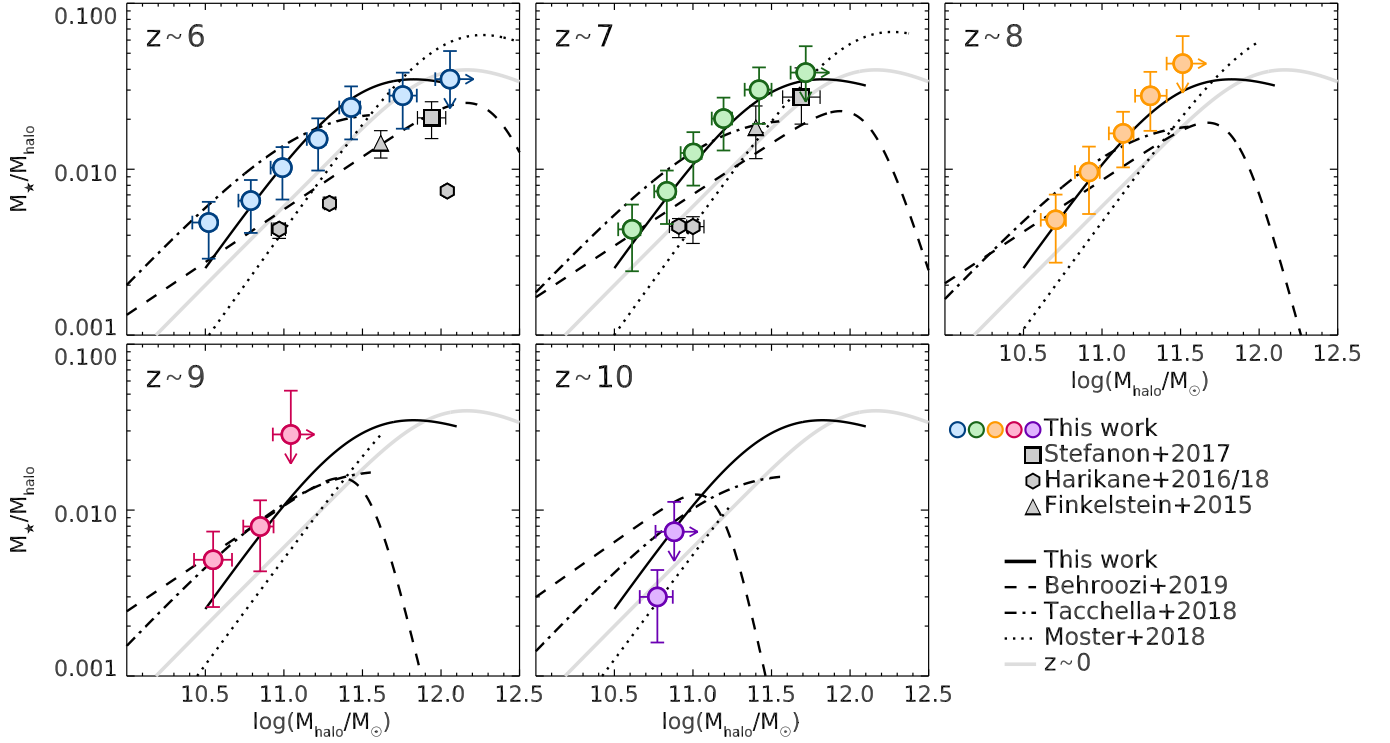 0.100
0.010
0.001
M★/Mhalo
z~6
z~7
z~8
10.5 11.0 11.5 12.0 12.5
log(Mhalo/M☉)
0.100
0.010
0.001
M★/Mhalo
z~9
z~10
10.5 11.0 11.5 12.0 12.5
log(Mhalo/M☉)
10.5 11.0 11.5 12.0 12.5
log(Mhalo/M☉)
This work
Stefanon+2017
Harikane+2016/18
Finkelstein+2015
This work
Behroozi+2019
Tacchella+2018
Moster+2018
z~0